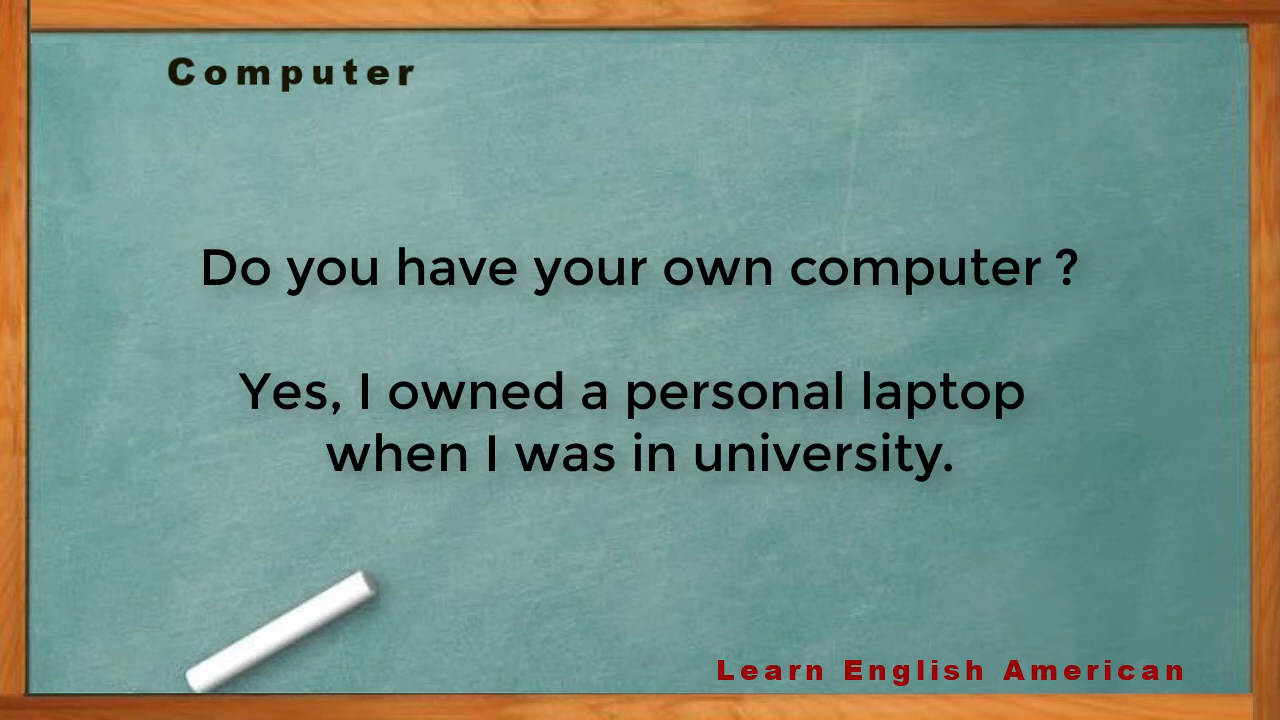 Computer
Do you have your own computer ?
Yes, I owned a personal laptop
when I was in university.
Learn English American